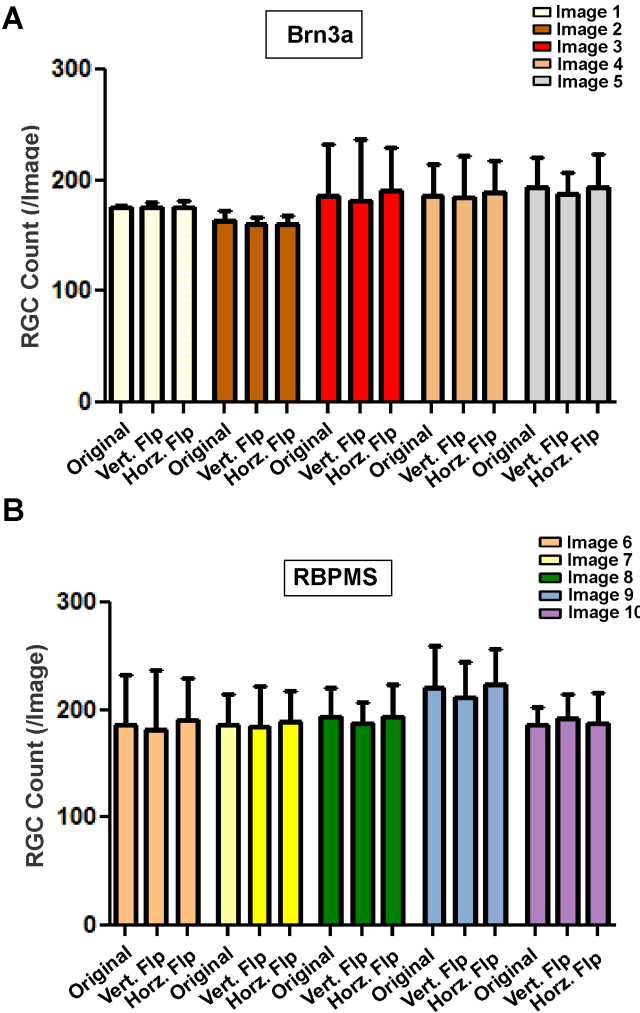 A
Brn3a
Image 1
Image 2
Image 3
Image 4
Image 5
RGC Count (/Image)
300
200
100
0
Original
Vert. Flp
Horz. Flp
Original
Vert. Flp
Horz. Flp
Original
Vert. Flp
Horz. Flp
Original
Vert. Flp
Horz. Flp
Original
Vert. Flp
Horz. Flp
B
RBPMS
Image 6
Image 7
Image 8
Image 9
Image 10
RGC Count (/Image)
300
200
100
0
Original
Vert. Flp
Horz. Flp
Original
Vert. Flp
Horz. Flp
Original
Vert. Flp
Horz. Flp
Original
Vert. Flp
Horz. Flp
Original
Vert. Flp
Horz. Flp